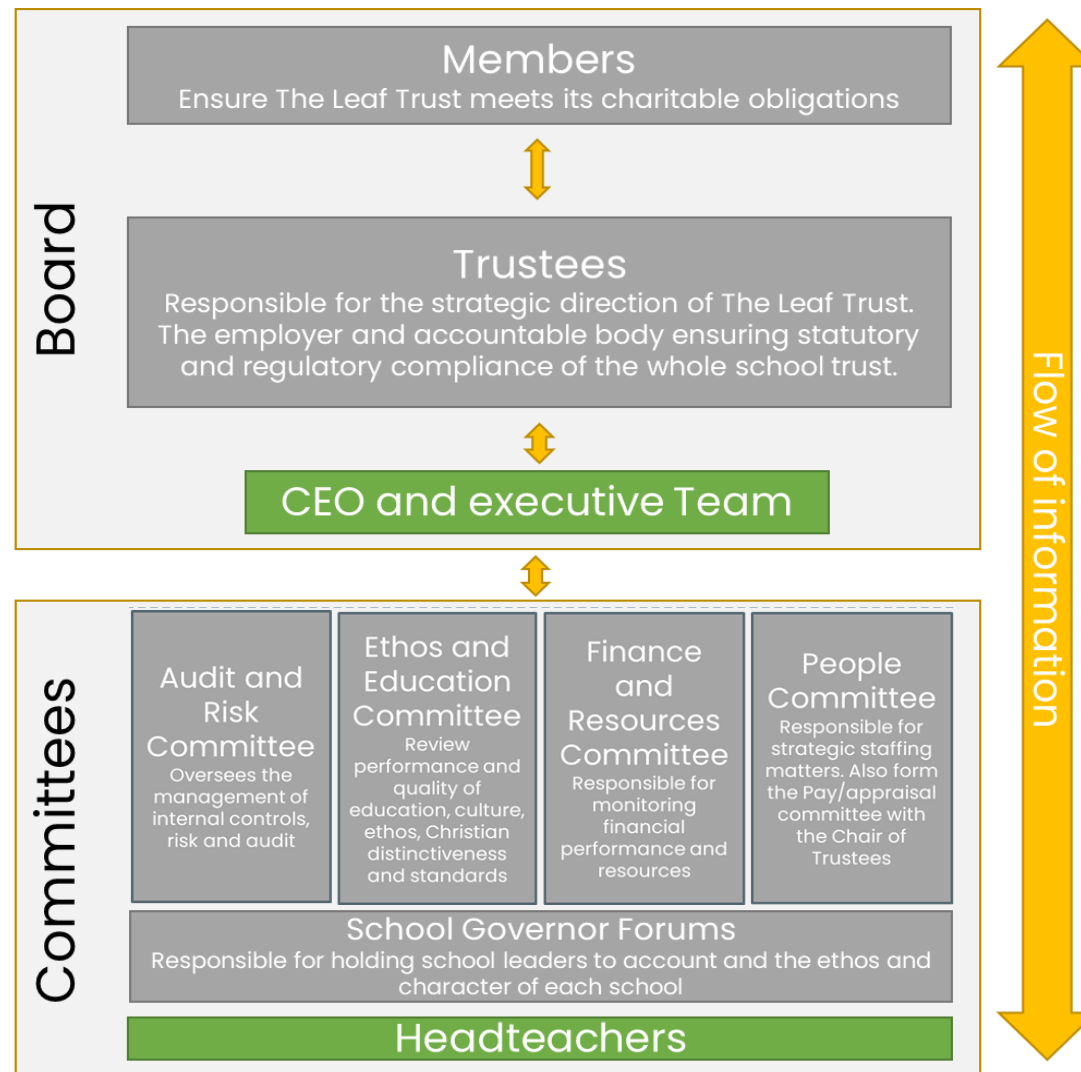 Members
Ensure The Leaf Trust meets its charitable obligations
Board
Trustees
Responsible for the strategic direction of The Leaf Trust.
The employer and accountable body ensuring statutory
and regulatory compliance of the whole school trust.
CEO and executive Team
Flow of information
Committees
Audit and
Risk
Committee
Oversees the
management of
internal controls,
risk and audit
Ethos and
Education
Committee
Review
performance and
quality of
education, culture,
ethos, Christian
distinctiveness
and standards
Finance
and
Resources
Committee
Responsible for
monitoring
financial
performance and
resources
People
Committee
Responsible for
strategic staffing
matters. Also form
the Pay/appraisal
committee with
the Chair of
Trustees
School Governor Forums
Responsible for holding school leaders to account and the ethos and
character of each school
Headteachers